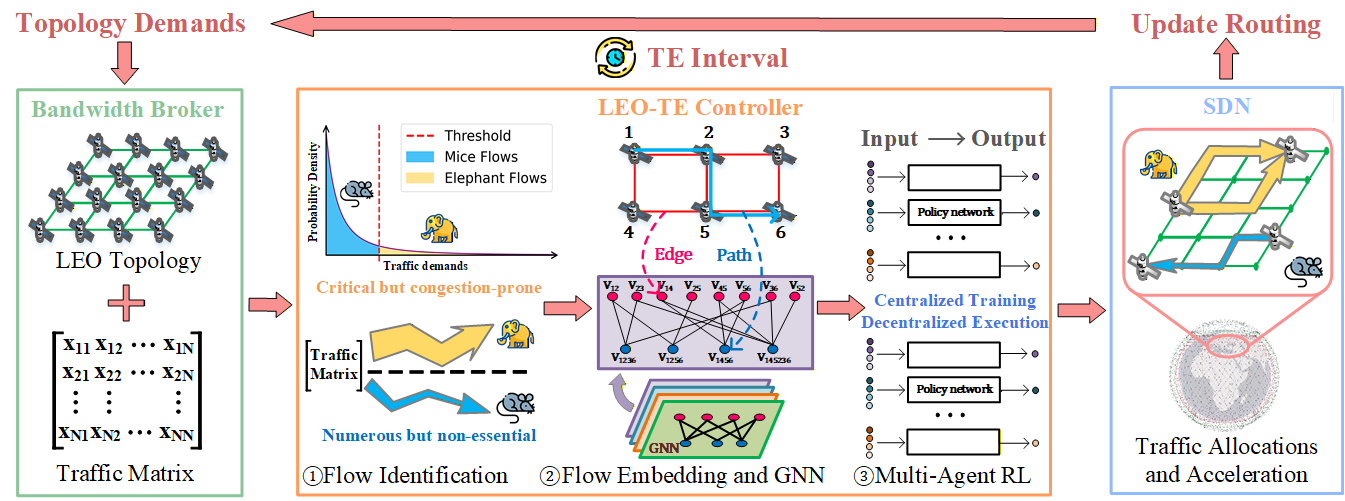 Topology Demands
TE Interval
Update Routing
Bandwidth Broker
LEO Topology
x11 x12 ⋯ x1N
x21 x22 ⋯ x2N
⋮ ⋮ ⋮
xN1 xN2 ⋯ xNN
Traffic Matrix
LEO-TE Controller
Probability Density
Threshold
Mice Flows
Elephant Flows
Traffic demands
Critical but congestion-prone
Traffic
Matrix
Numerous but non-essential
①Flow Identification
1 2 3
4 5 6
Edge Path
V12 V23 V14 V25 V45 V56 V36 V52
V1236 V1256 V1456 V145236
GNN
②Flow Embedding and GNN
Input → Output
Policy network
• • •
Centralized Training
Decentralized Execution
Policy network
• • •
③Multi-Agent RL
SDN
Traffic Allocations
and Acceleration